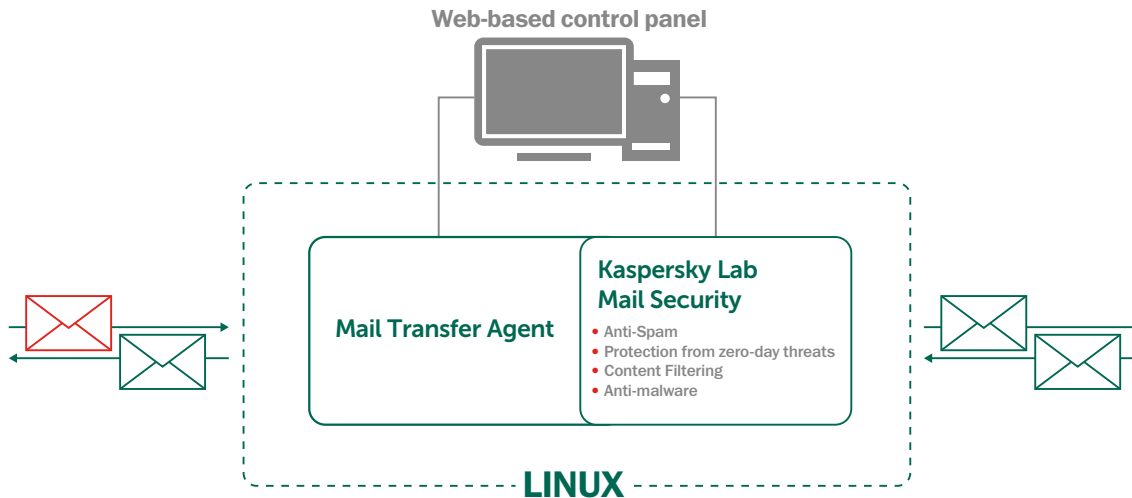 Web-based control panel
Mail Transfer Agent
Kaspersky Lab
Mail Security
• Anti-Spam
• Protection from zero-day threats
• Content Filtering
• Anti-malware
LINUX